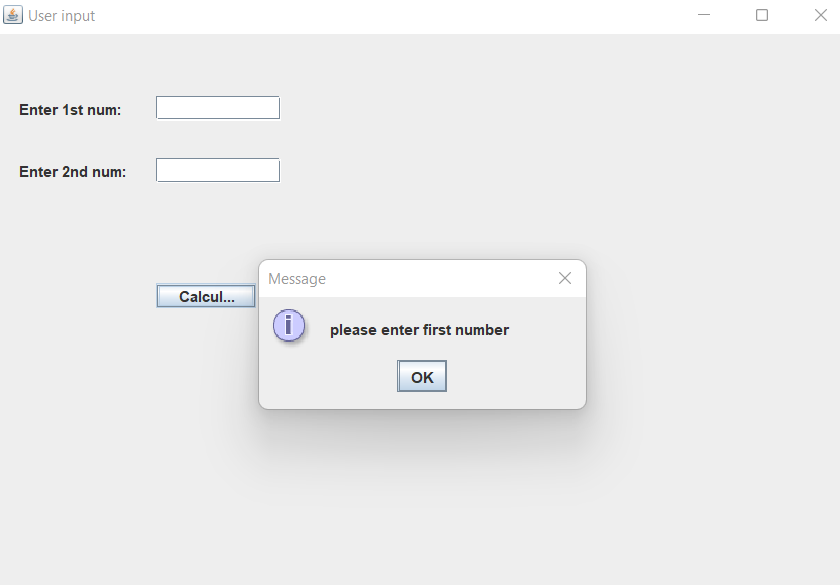 User input
Enter 1st num:
Enter 2nd num:
Calcul...
Message
i
please enter first number
OK